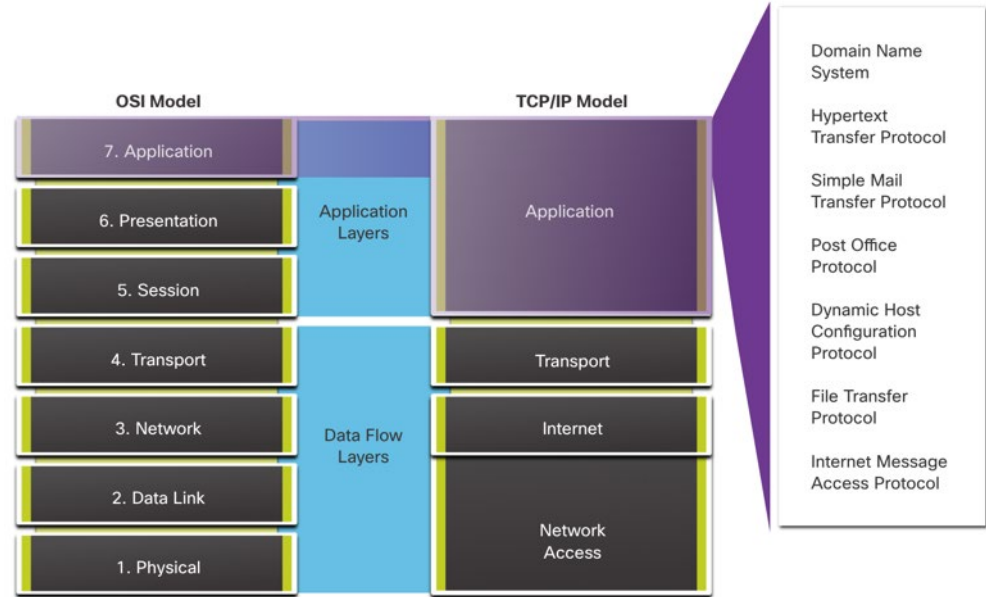 OSI Model
7. Application
6. Presentation
5. Session
4. Transport
3. Network
2. Data Link
1. Physical
Application
Layers
Data Flow
Layers
TCP/IP Model
Application
Transport
Internet
Network
Access
Domain Name
System
Hypertext
Transfer Protocol
Simple Mail
Transfer Protocol
Post Office
Protocol
Dynamic Host
Configuration
Protocol
File Transfer
Protocol
Internet Message
Access Protocol